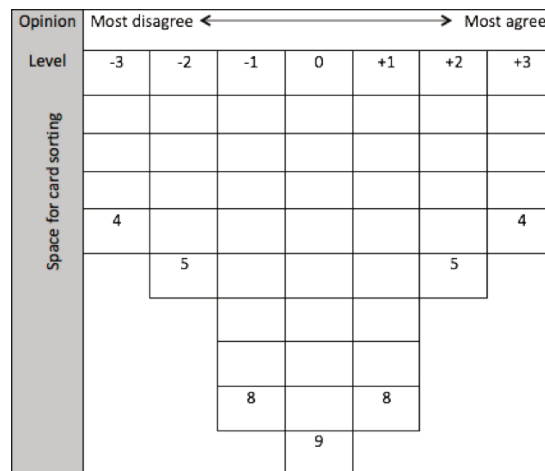 Opinion Most disagree Most agree
Level -3 -2 -1 0 +1 +2 +3
Space for card sorting
4 4
5 5
8 8
9